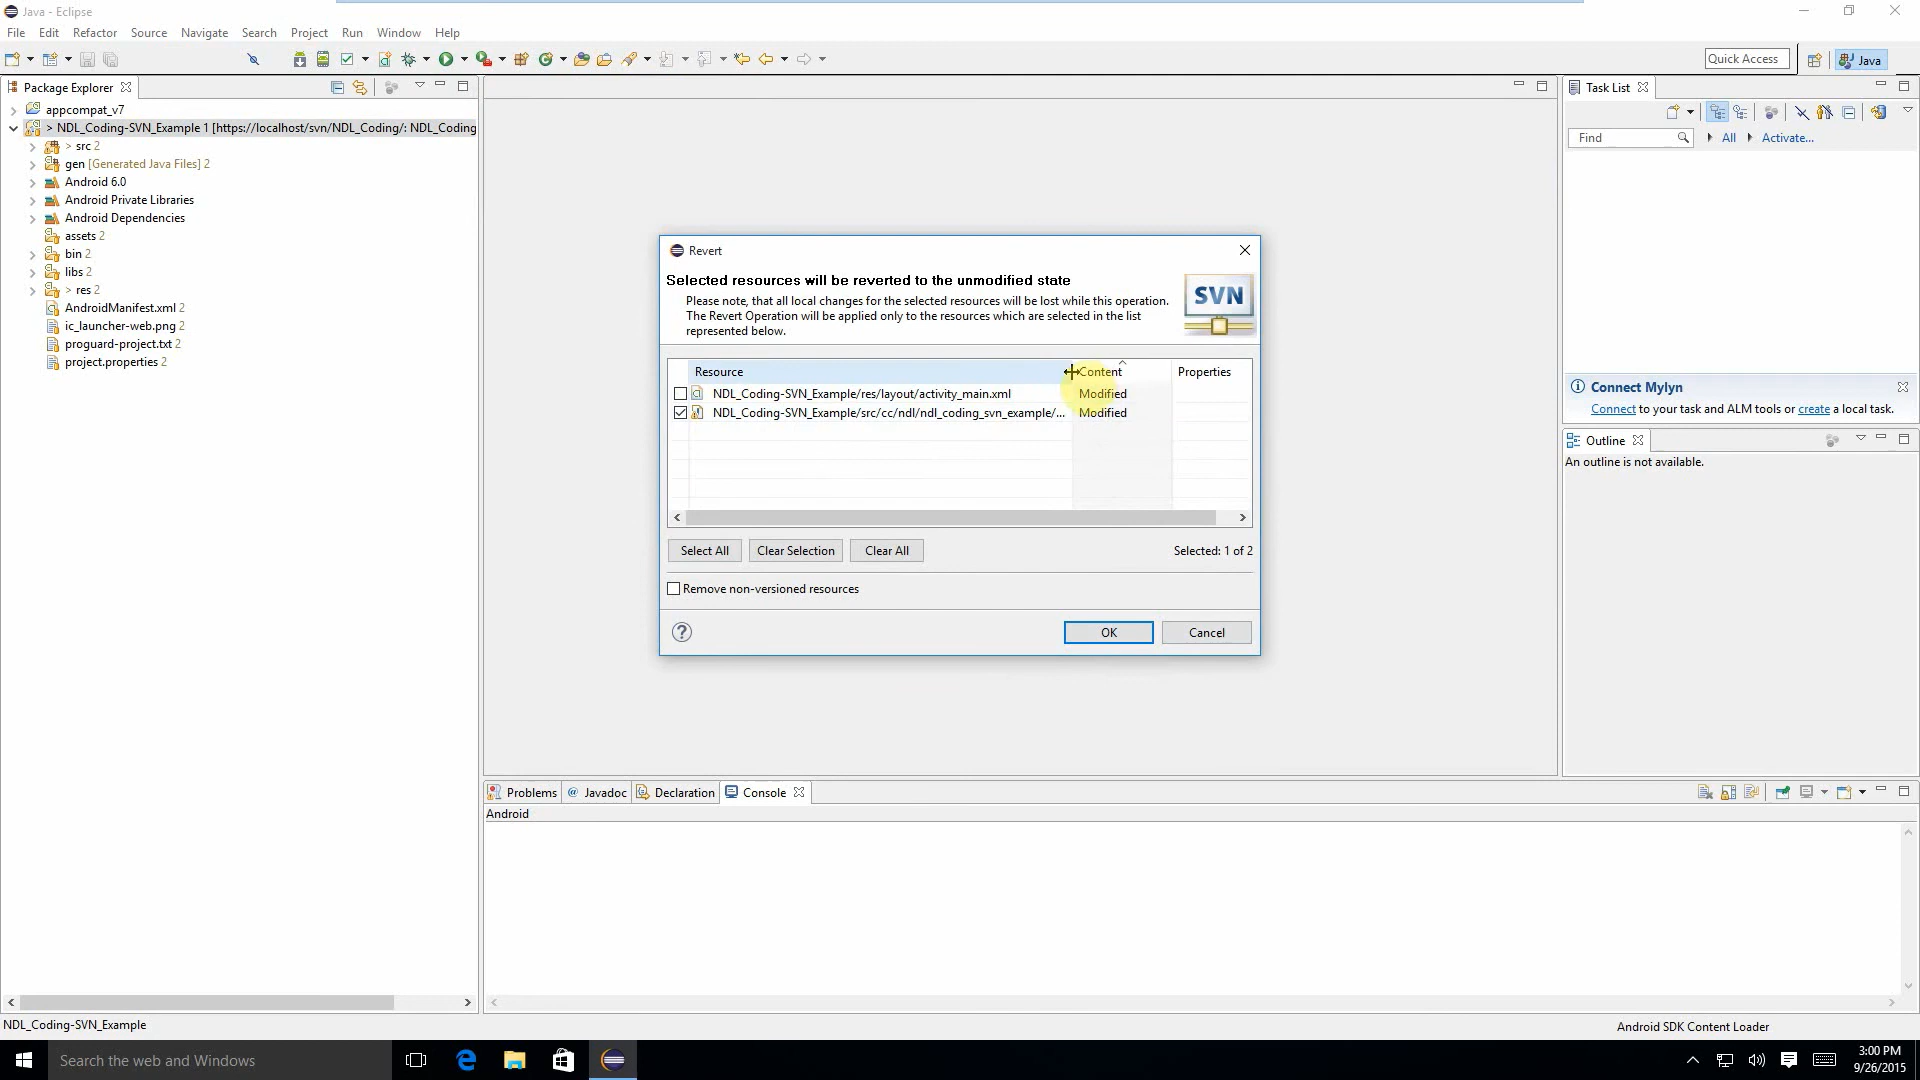 Java - Eclipse
File Edit Refactor Source Navigate Search Project Run Window Help
Quick Access
Java
Package Explorer
appcompat_v7
> NDL_Coding-SVN_Example 1 [https://localhost/svn/NDL_Coding/: NDL_Coding
> src 2
gen [Generated Java Files] 2
Android 6.0
Android Private Libraries
Android Dependencies
assets 2
bin 2
libs 2
> res 2
AndroidManifest.xml 2
ic_launcher-web.png 2
proguard-project.txt 2
project.properties 2
Revert
Selected resources will be reverted to the unmodified state
Please note, that all local changes for the selected resources will be lost while this operation.
The Revert Operation will be applied only to the resources which are selected in the list
represented below.
SVN
Resource Content Properties
NDL_Coding-SVN_Example/res/layout/activity_main.xml Modified
NDL_Coding-SVN_Example/src/cc/ndl/ndl_coding_svn_example/... Modified
Select All Clear Selection Clear All Selected: 1 of 2
Remove non-versioned resources
? OK Cancel
Task List
Find All Activate...
Connect Mylyn
Connect to your task and ALM tools or create a local task.
Outline
An outline is not available.
Problems @ Javadoc Declaration Console
Android
NDL_Coding-SVN_Example
Android SDK Content Loader
Search the web and Windows
3:00 PM
9/26/2015